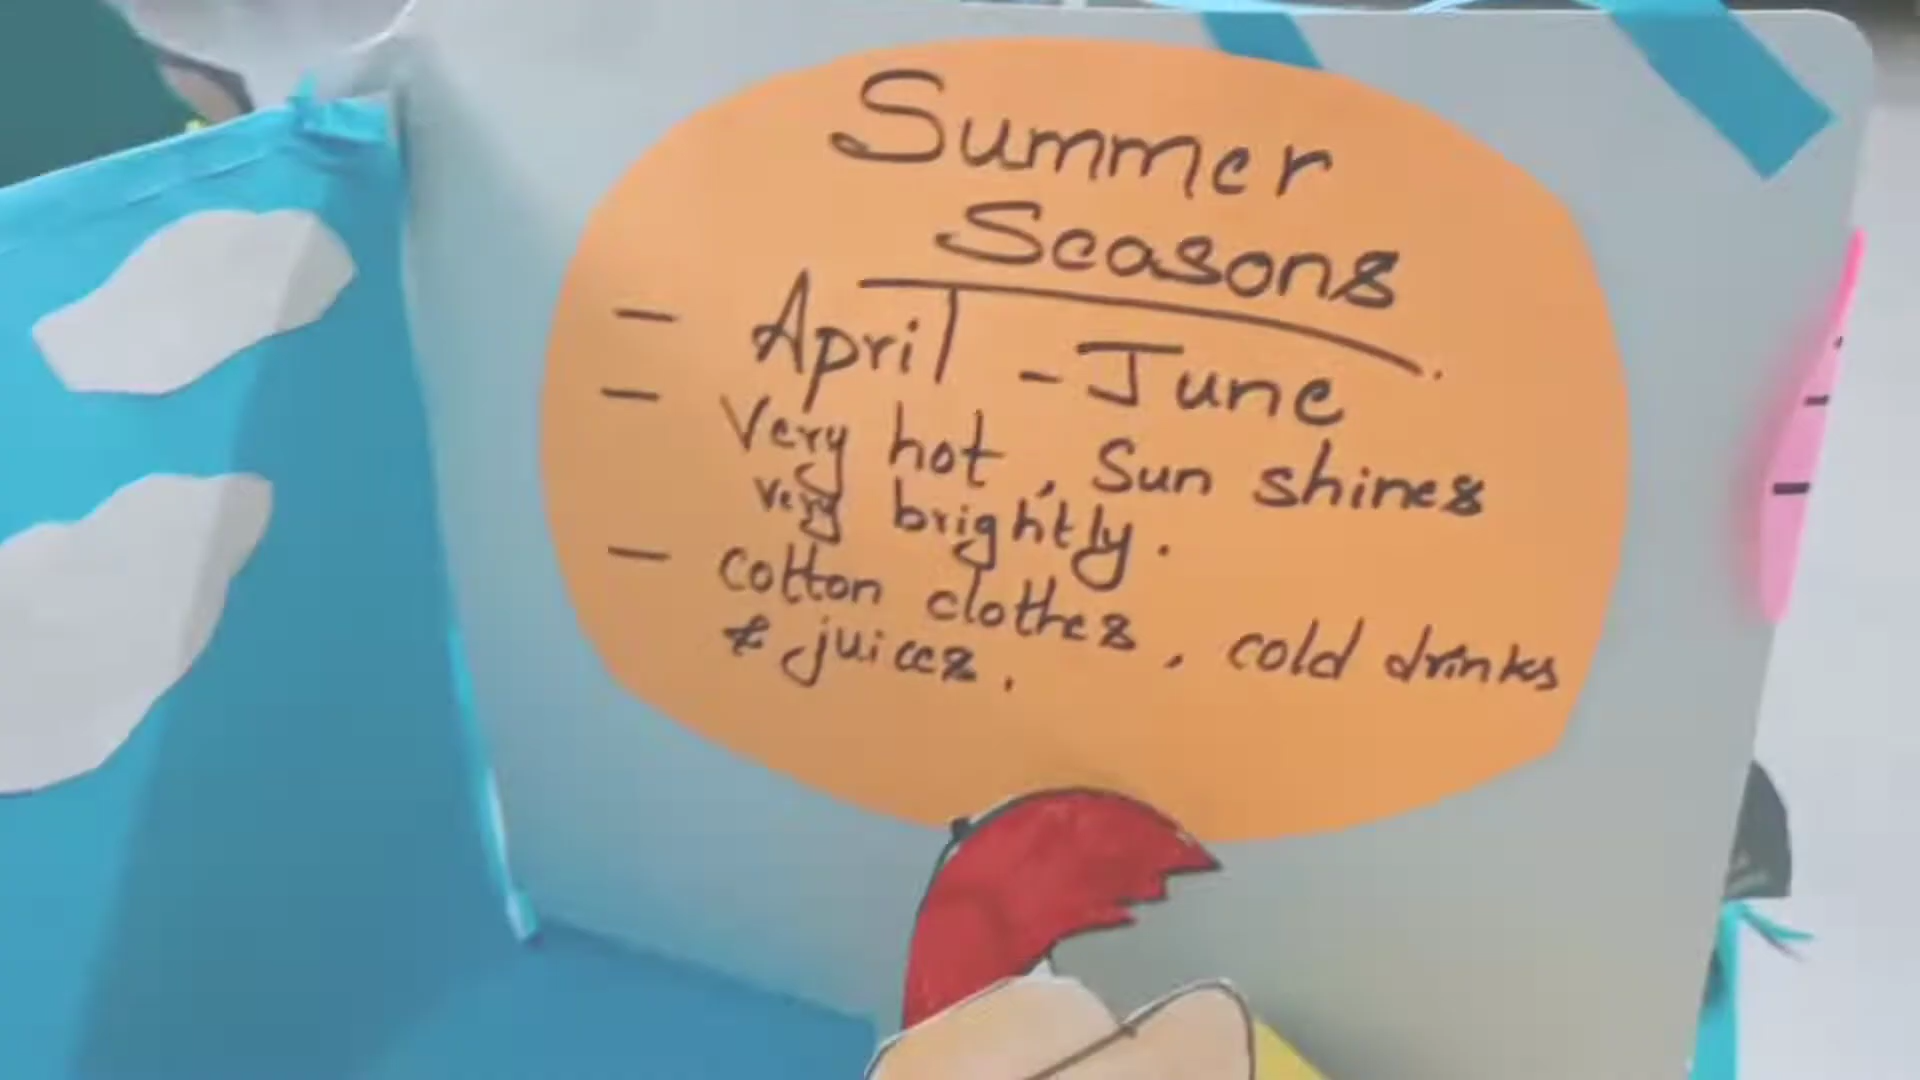 Summer
Seasons
- April - June
- Very hot, Sun shines
very brightly.
- cotton clothes, cold drinks
& juices.